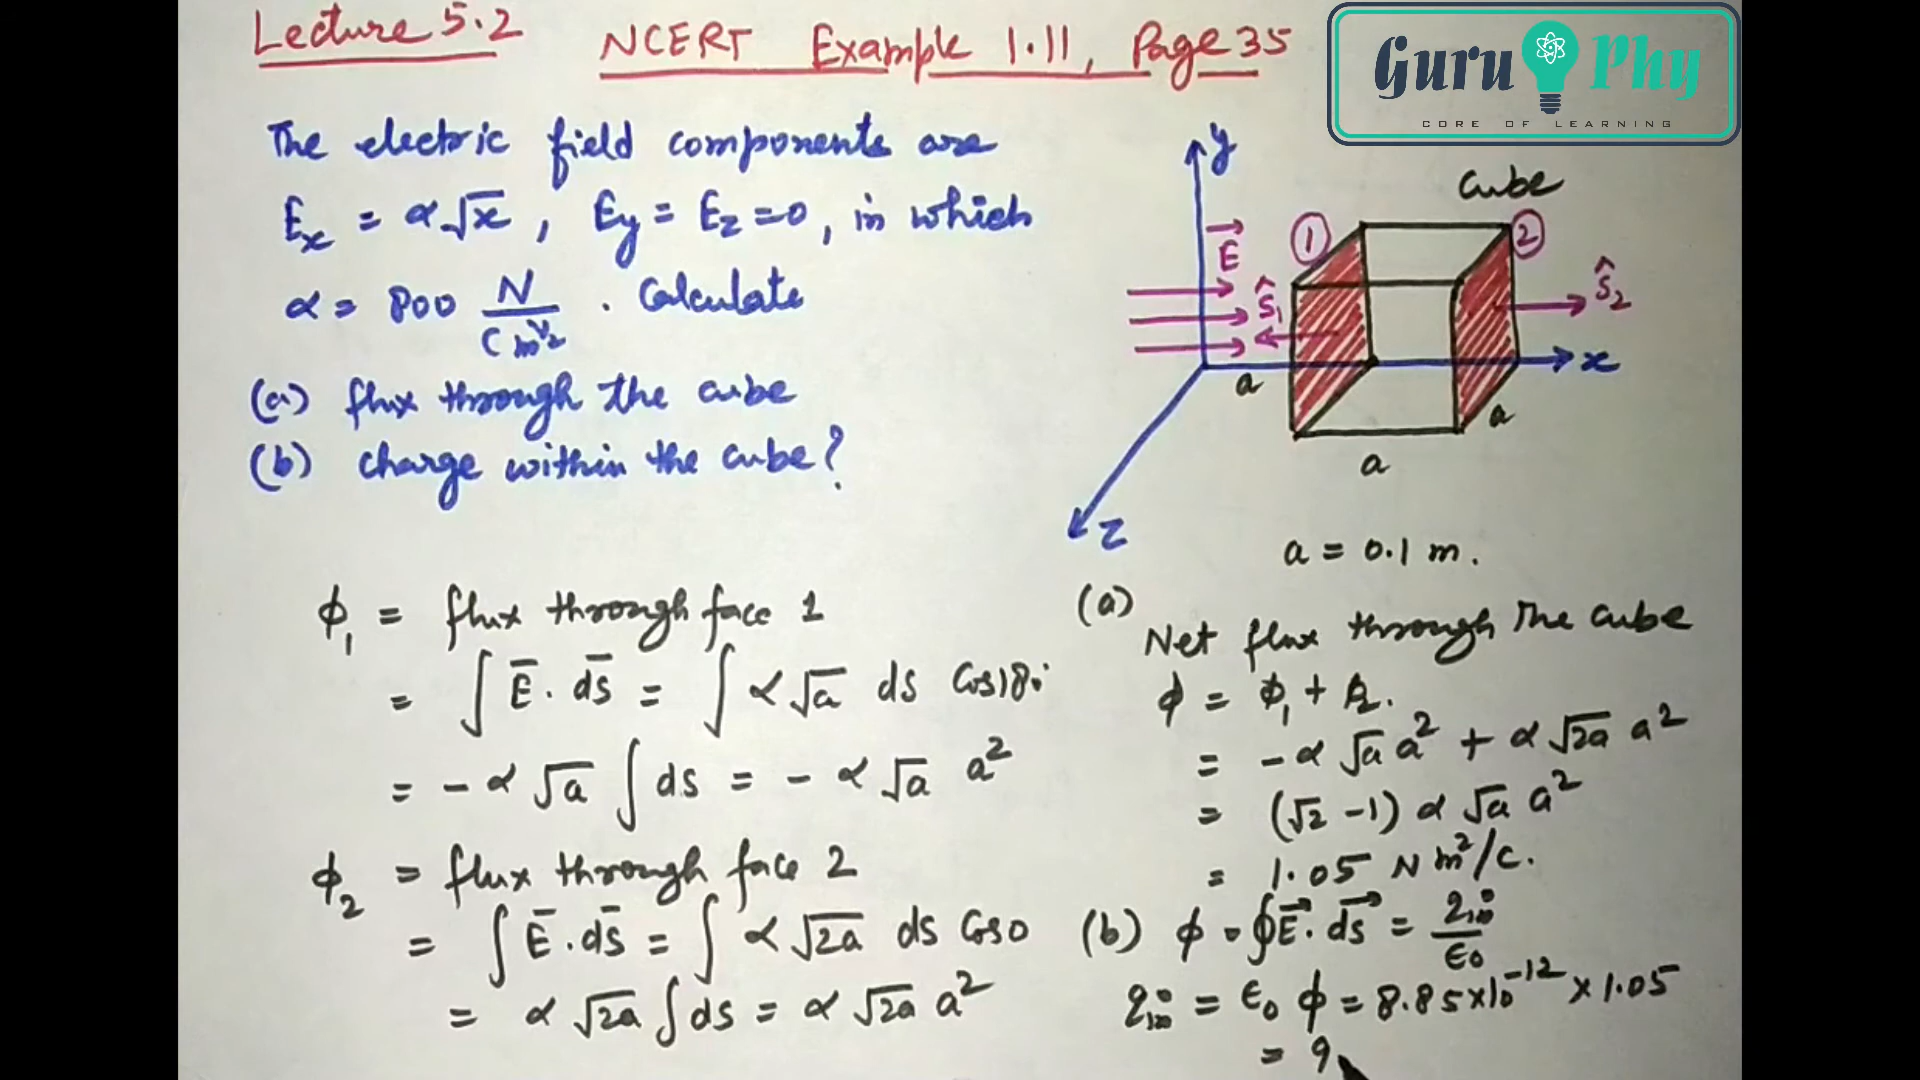 Lecture 5.2
NCERT Example 1.11, Page 35
Guru Phy
CORE OF LEARNING
The electric field components are
Ex = α√x, Ey = Ez = 0, in which
α = 800 N/(C m^1/2). Calculate
(a) flux through the cube
(b) charge within the cube?
y
cube
E
1
2
Ŝ1
Ŝ2
x
a
a
a
z
a = 0.1 m.
ϕ1 = flux through face 1
= ∫ E̅ . ds̅ = ∫ α√a ds Cos180
= -α√a ∫ ds = -α√a a²
ϕ2 = flux through face 2
= ∫ E̅ . ds̅ = ∫ α√2a ds Cos0
= α√2a ∫ ds = α√2a a²
(a)
Net flux through the cube
ϕ = ϕ1 + ϕ2.
= -α√a a² + α√2a a²
= (√2 -1) α√a a²
= 1.05 N m²/C.
(b) ϕ = ∮E⃗. ds⃗ = qin/ε0
qin = ε0 ϕ = 8.85×10⁻¹² × 1.05
= 9